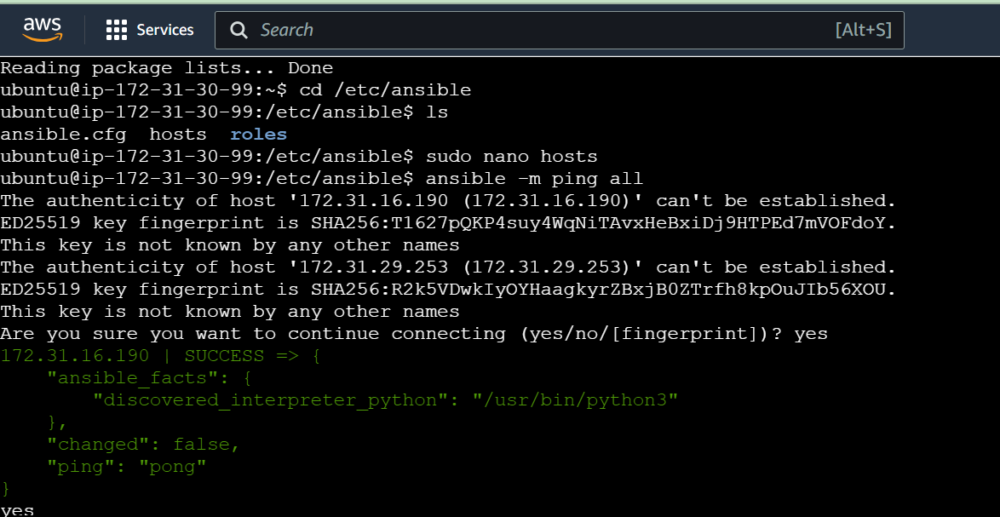 aws
Services
Search
[Alt+S]
Reading package lists... Done
ubuntu@ip-172-31-30-99:~$ cd /etc/ansible
ubuntu@ip-172-31-30-99:/etc/ansible$ ls
ansible.cfg  hosts  roles
ubuntu@ip-172-31-30-99:/etc/ansible$ sudo nano hosts
ubuntu@ip-172-31-30-99:/etc/ansible$ ansible -m ping all
The authenticity of host '172.31.16.190 (172.31.16.190)' can't be established.
ED25519 key fingerprint is SHA256:T1627pQKP4suy4WqNiTAvxHeBxiDj9HTPEd7mVOFdoY.
This key is not known by any other names
The authenticity of host '172.31.29.253 (172.31.29.253)' can't be established.
ED25519 key fingerprint is SHA256:R2k5VDwkIyOYHaagkyrZBxjB0ZTrfh8kpOuJIb56XOU.
This key is not known by any other names
Are you sure you want to continue connecting (yes/no/[fingerprint])? yes
172.31.16.190 | SUCCESS => {
    "ansible_facts": {
        "discovered_interpreter_python": "/usr/bin/python3"
    },
    "changed": false,
    "ping": "pong"
}
yes